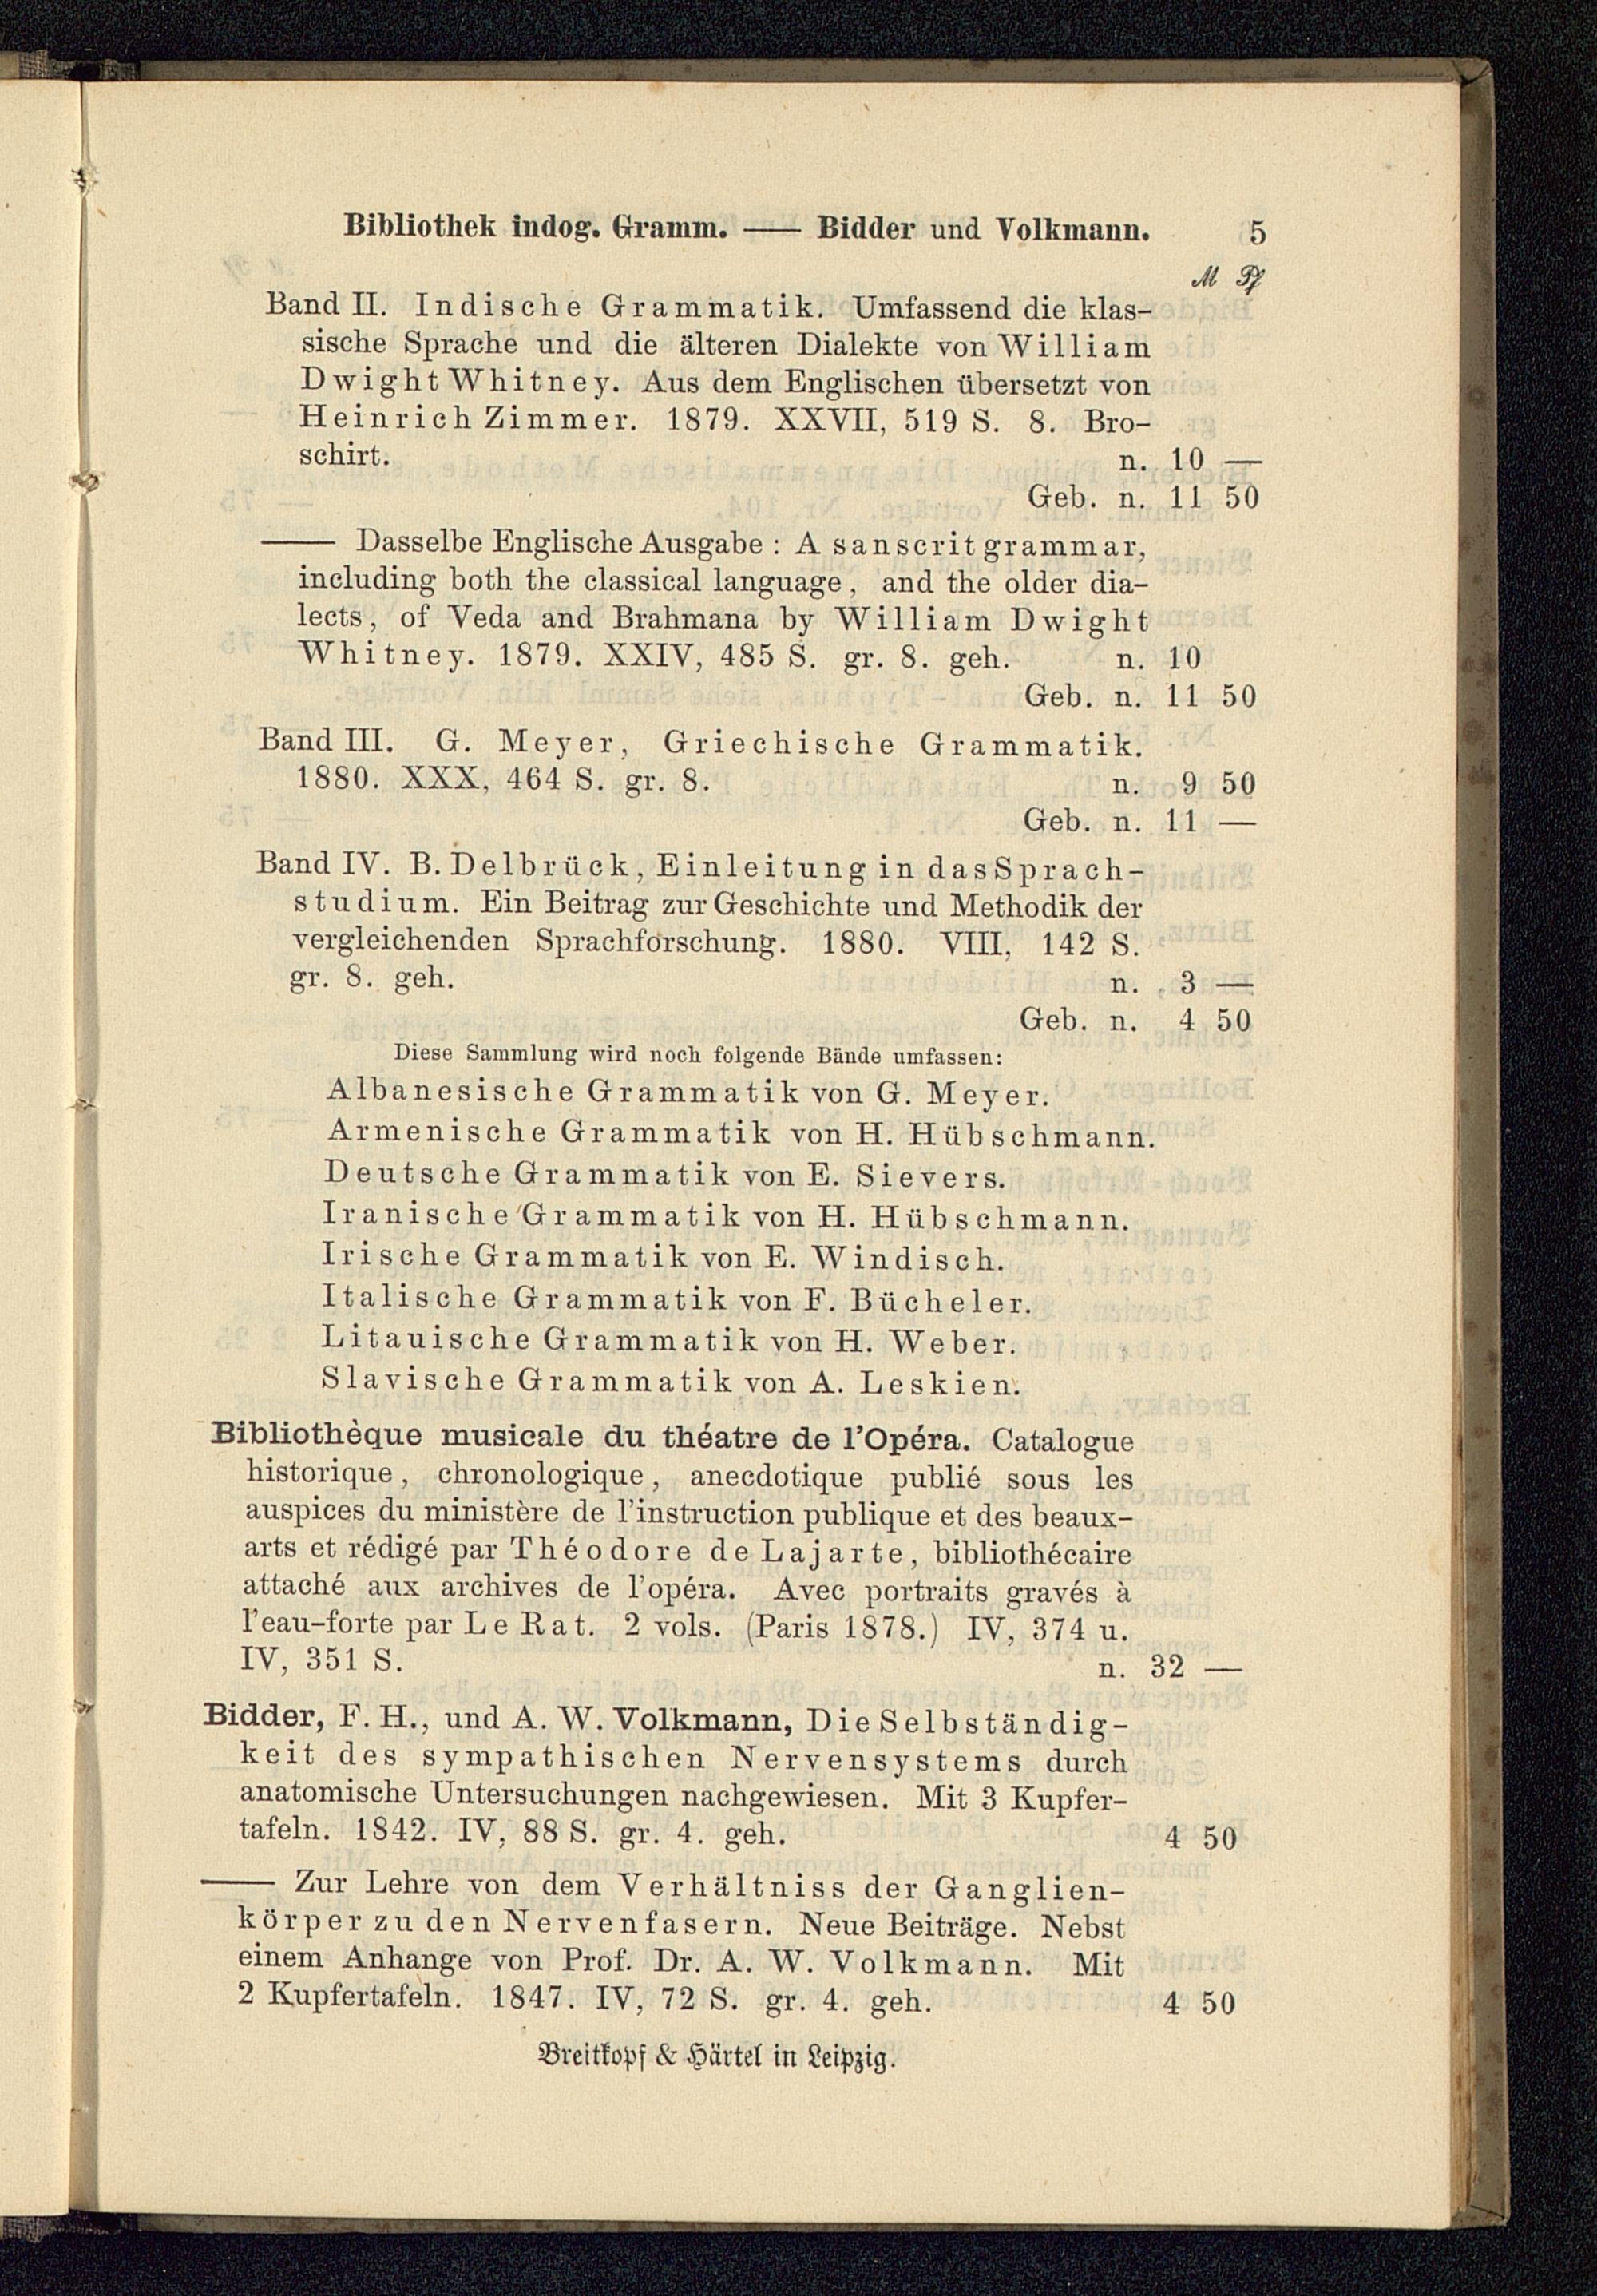 Bibliothek indog. Gramm. —— Bidder und Volkmann. 5
M Pf
Band II. Indische Grammatik. Umfassend die klas-
sische Sprache und die älteren Dialekte von William
Dwight Whitney. Aus dem Englischen übersetzt von
Heinrich Zimmer. 1879. XXVII, 519 S. 8. Bro-
schirt. n. 10 —
Geb. n. 11 50
—— Dasselbe Englische Ausgabe: A sanscrit grammar,
including both the classical language, and the older dia-
lects, of Veda and Brahmana by William Dwight
Whitney. 1879. XXIV, 485 S. gr. 8. geh. n. 10
Geb. n. 11 50
Band III. G. Meyer, Griechische Grammatik.
1880. XXX, 464 S. gr. 8. n. 9 50
Geb. n. 11 —
Band IV. B. Delbrück, Einleitung in das Sprach-
studium. Ein Beitrag zur Geschichte und Methodik der
vergleichenden Sprachforschung. 1880. VIII, 142 S.
gr. 8. geh. n. 3 —
Geb. n. 4 50
Diese Sammlung wird noch folgende Bände umfassen:
Albanesische Grammatik von G. Meyer.
Armenische Grammatik von H. Hübschmann.
Deutsche Grammatik von E. Sievers.
Iranische Grammatik von H. Hübschmann.
Irische Grammatik von E. Windisch.
Italische Grammatik von F. Bücheler.
Litauische Grammatik von H. Weber.
Slavische Grammatik von A. Leskien.
Bibliothèque musicale du théatre de l'Opéra. Catalogue
historique, chronologique, anecdotique publié sous les
auspices du ministère de l'instruction publique et des beaux-
arts et rédigé par Théodore de Lajarte, bibliothécaire
attaché aux archives de l'opéra. Avec portraits gravés à
l'eau-forte par Le Rat. 2 vols. (Paris 1878.) IV, 374 u.
IV, 351 S. n. 32 —
Bidder, F. H., und A. W. Volkmann, Die Selbständig-
keit des sympathischen Nervensystems durch
anatomische Untersuchungen nachgewiesen. Mit 3 Kupfer-
tafeln. 1842. IV, 88 S. gr. 4. geh. 4 50
—— Zur Lehre von dem Verhältniss der Ganglien-
körper zu den Nervenfasern. Neue Beiträge. Nebst
einem Anhange von Prof. Dr. A. W. Volkmann. Mit
2 Kupfertafeln. 1847. IV, 72 S. gr. 4. geh. 4 50
Breitkopf & Härtel in Leipzig.